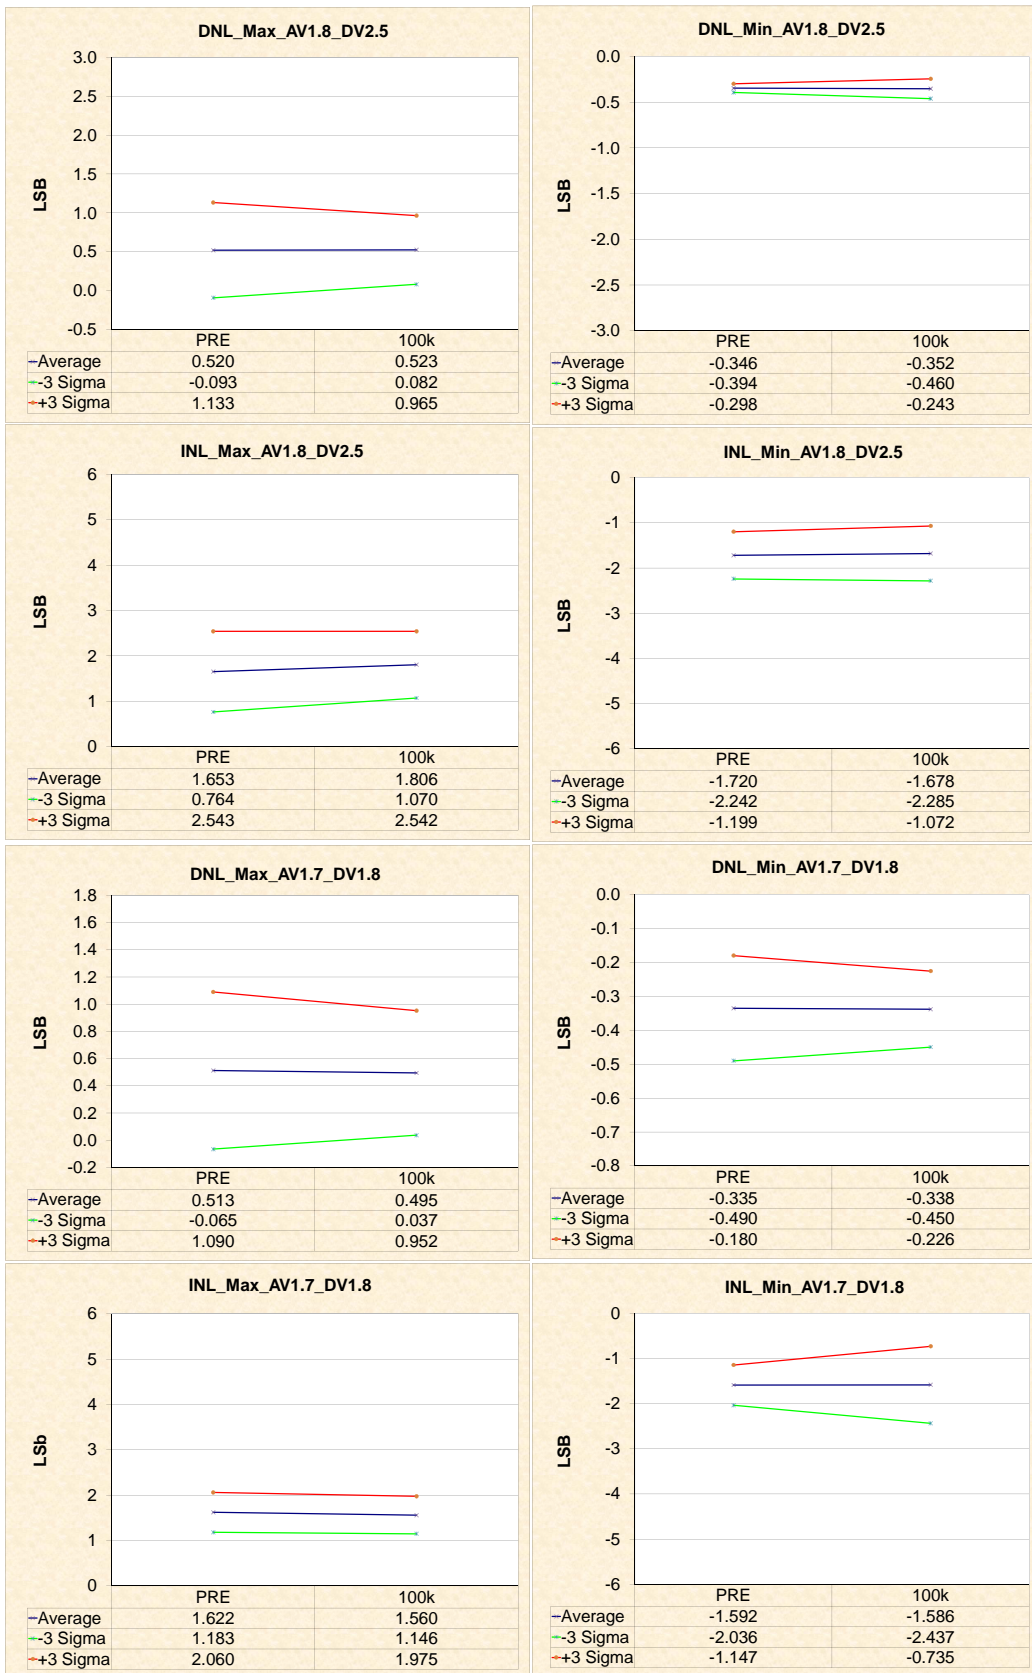 DNL_Max_AV1.8_DV2.5
3.0
2.5
2.0
1.5
1.0
0.5
0.0
-0.5
LSB
PRE 100k
Average 0.520 0.523
-3 Sigma -0.093 0.082
+3 Sigma 1.133 0.965
DNL_Min_AV1.8_DV2.5
0.0
-0.5
-1.0
-1.5
-2.0
-2.5
-3.0
LSB
PRE 100k
Average -0.346 -0.352
-3 Sigma -0.394 -0.460
+3 Sigma -0.298 -0.243
INL_Max_AV1.8_DV2.5
6
5
4
3
2
1
0
LSB
PRE 100k
Average 1.653 1.806
-3 Sigma 0.764 1.070
+3 Sigma 2.543 2.542
INL_Min_AV1.8_DV2.5
0
-1
-2
-3
-4
-5
-6
LSB
PRE 100k
Average -1.720 -1.678
-3 Sigma -2.242 -2.285
+3 Sigma -1.199 -1.072
DNL_Max_AV1.7_DV1.8
1.8
1.6
1.4
1.2
1.0
0.8
0.6
0.4
0.2
0.0
-0.2
LSB
PRE 100k
Average 0.513 0.495
-3 Sigma -0.065 0.037
+3 Sigma 1.090 0.952
DNL_Min_AV1.7_DV1.8
0.0
-0.1
-0.2
-0.3
-0.4
-0.5
-0.6
-0.7
-0.8
LSB
PRE 100k
Average -0.335 -0.338
-3 Sigma -0.490 -0.450
+3 Sigma -0.180 -0.226
INL_Max_AV1.7_DV1.8
6
5
4
3
2
1
0
LSb
PRE 100k
Average 1.622 1.560
-3 Sigma 1.183 1.146
+3 Sigma 2.060 1.975
INL_Min_AV1.7_DV1.8
0
-1
-2
-3
-4
-5
-6
LSB
PRE 100k
Average -1.592 -1.586
-3 Sigma -2.036 -2.437
+3 Sigma -1.147 -0.735